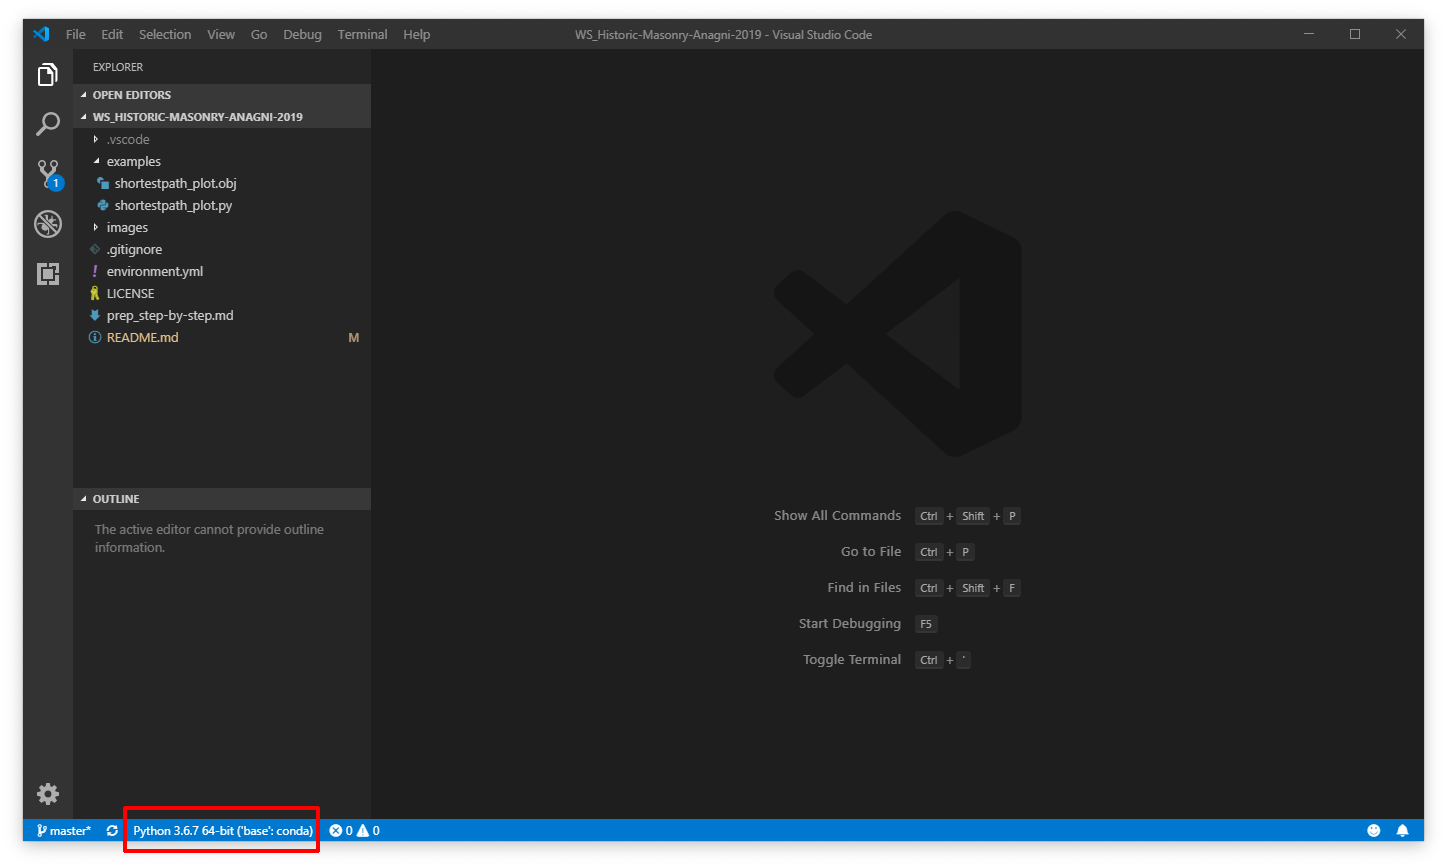 File Edit Selection View Go Debug Terminal Help WS_Historic-Masonry-Anagni-2019 - Visual Studio Code
EXPLORER
OPEN EDITORS
WS_HISTORIC-MASONRY-ANAGNI-2019
.vscode
examples
shortestpath_plot.obj
shortestpath_plot.py
images
.gitignore
environment.yml
LICENSE
prep_step-by-step.md
README.md M
1
OUTLINE
The active editor cannot provide outline
information.
Show All Commands Ctrl + Shift + P
Go to File Ctrl + P
Find in Files Ctrl + Shift + F
Start Debugging F5
Toggle Terminal Ctrl + `
master* Python 3.6.7 64-bit ('base': conda) 0 0